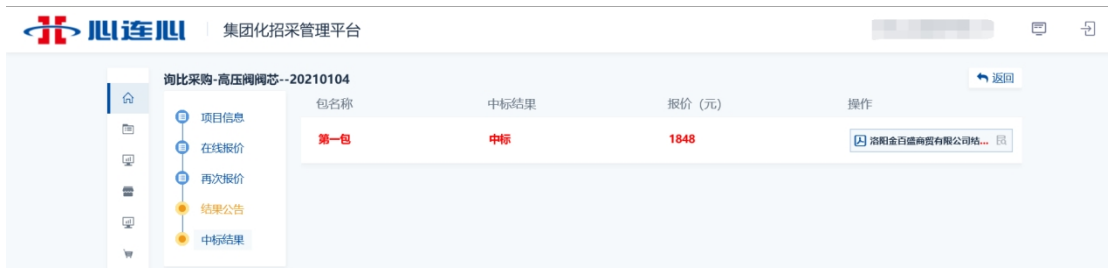 心连心 集团化招采管理平台
询比采购-高压阀阀芯--20210104 返回
包名称 中标结果 报价（元） 操作
项目信息
第一包 中标 1848 洛阳金百盛商贸有限公司结...
在线报价
再次报价
结果公告
中标结果